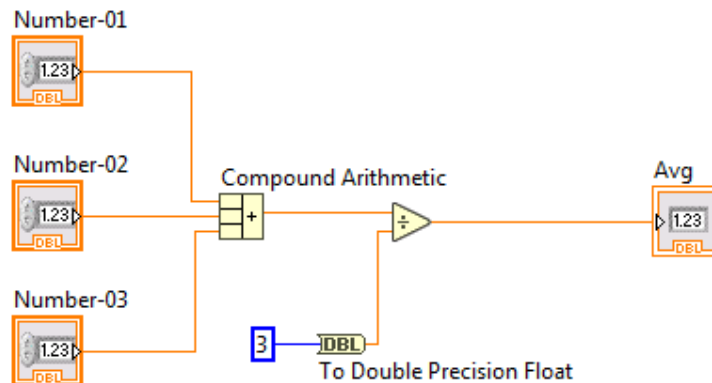 Number-01
1.23
DBL
Number-02
1.23
DBL
Compound Arithmetic
+
÷
Avg
1.23
DBL
Number-03
1.23
DBL
3
DBL
To Double Precision Float